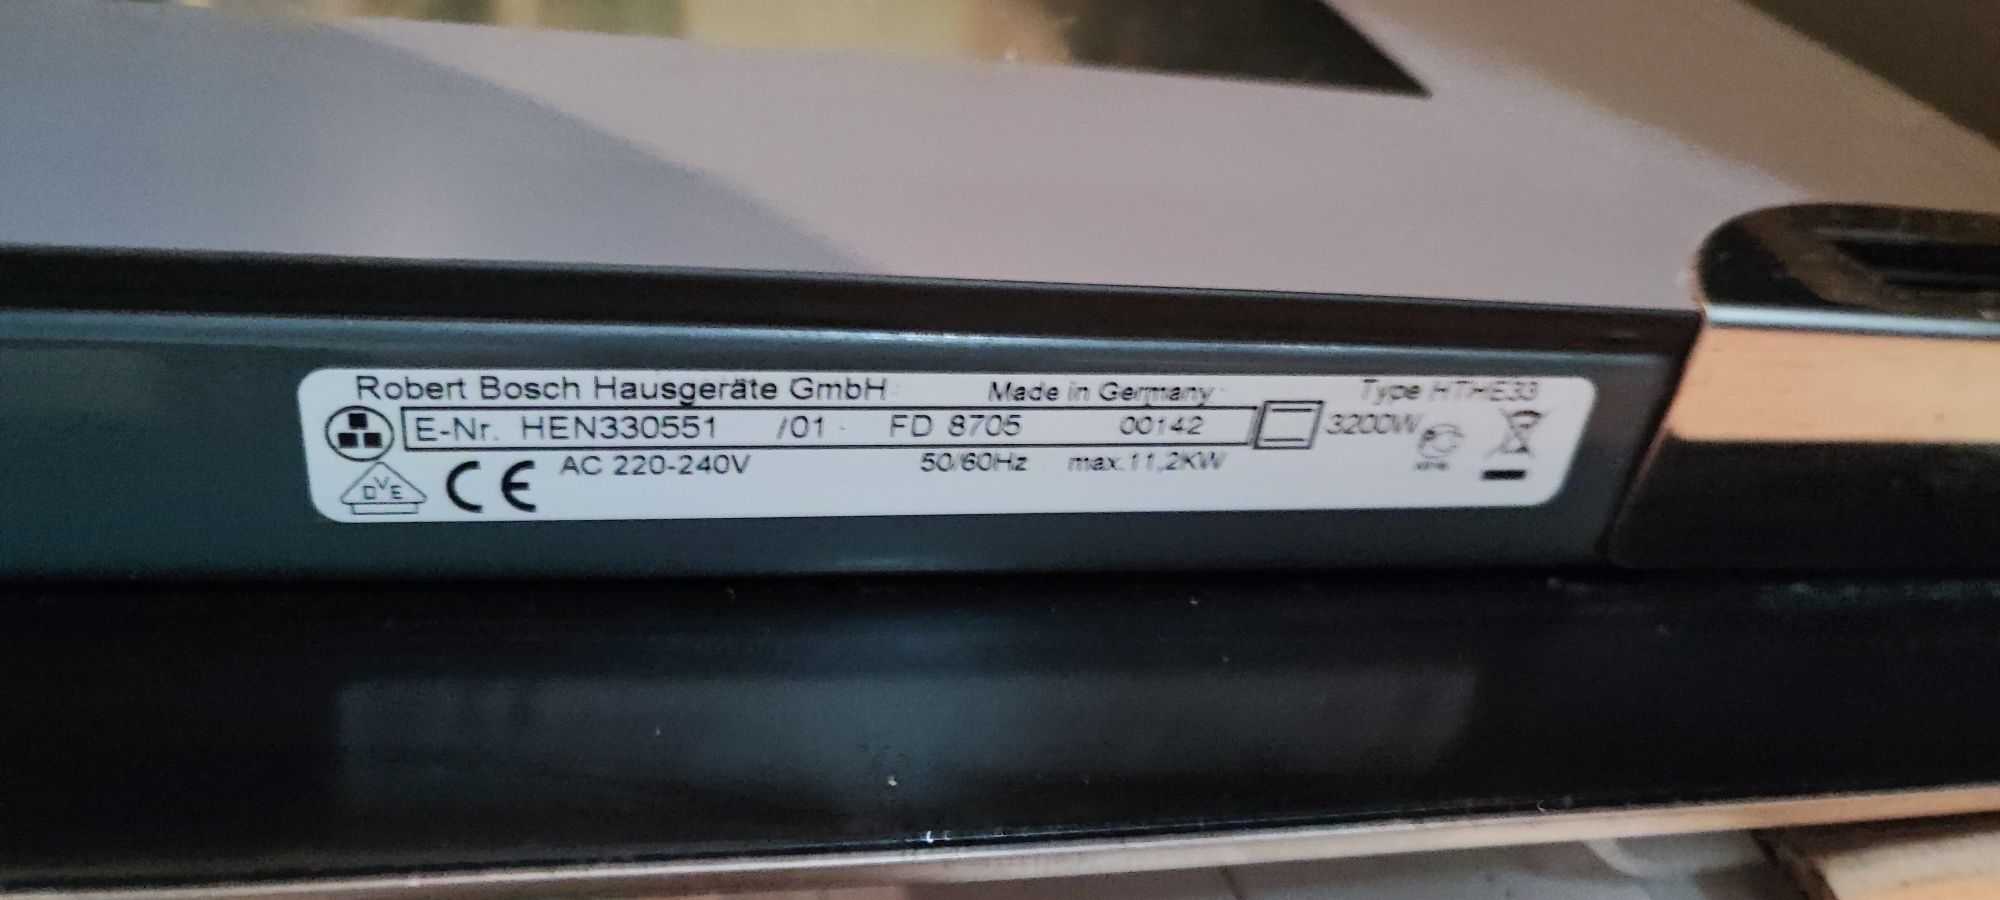 Robert Bosch Hausgeräte GmbH Made in Germany Type HTHE33
E-Nr. HEN330551 /01 FD 8705 00142 3200W
AC 220-240V 50/60Hz max.11,2KW
DVE
CE